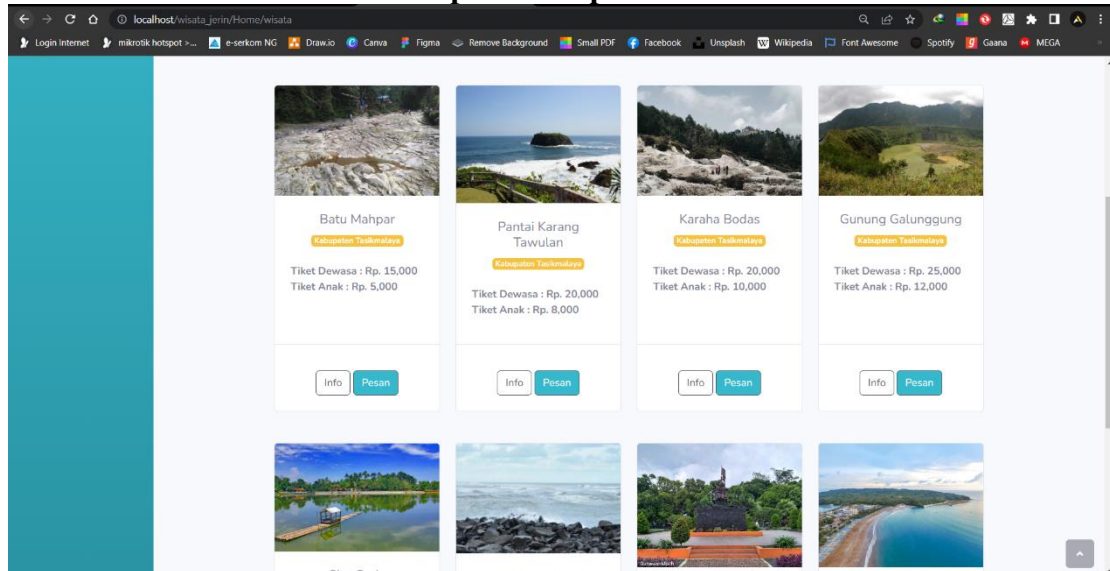 localhost/wisata_jerin/Home/wisata
Login Internet
mikrotik hotspot >...
e-serkom NG
Draw.io
Canva
Figma
Remove Background
Small PDF
Facebook
Unsplash
Wikipedia
Font Awesome
Spotify
Gaana
MEGA
Batu Mahpar
Kabupaten Tasikmalaya
Tiket Dewasa : Rp. 15,000
Tiket Anak : Rp. 5,000
Info
Pesan
Pantai Karang
Tawulan
Kabupaten Tasikmalaya
Tiket Dewasa : Rp. 20,000
Tiket Anak : Rp. 8,000
Info
Pesan
Karaha Bodas
Kabupaten Tasikmalaya
Tiket Dewasa : Rp. 20,000
Tiket Anak : Rp. 10,000
Info
Pesan
Gunung Galunggung
Kabupaten Tasikmalaya
Tiket Dewasa : Rp. 25,000
Tiket Anak : Rp. 12,000
Info
Pesan